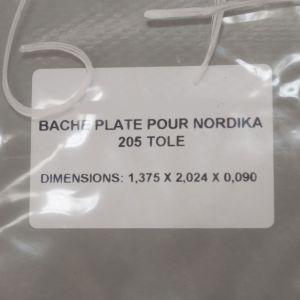 BACHE PLATE POUR NORDIKA
205 TOLE
DIMENSIONS: 1,375 X 2,024 X 0,090